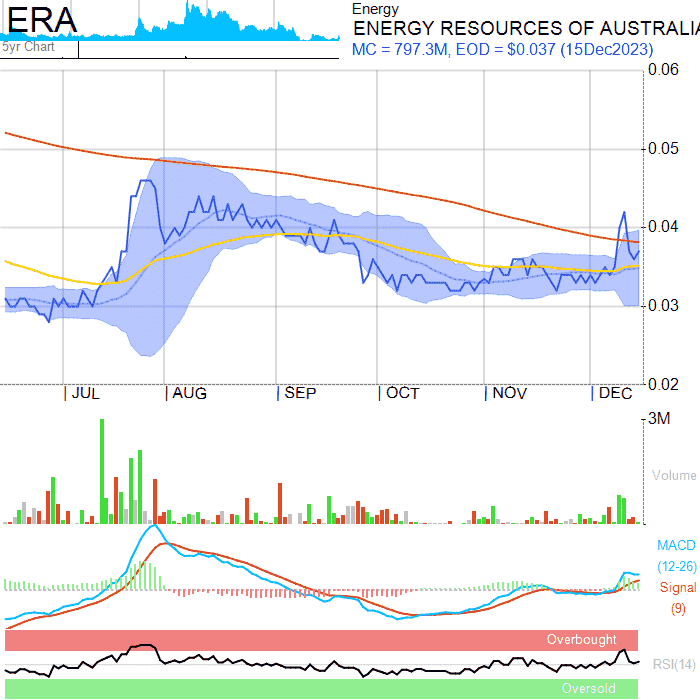 ERA
5yr Chart
Energy
ENERGY RESOURCES OF AUSTRALIA
MC = 797.3M, EOD = $0.037 (15Dec2023)
0.06
0.05
0.04
0.03
0.02
JUL AUG SEP OCT NOV DEC
3M
Volume
MACD
(12-26)
Signal
(9)
Overbought
RSI(14)
Oversold